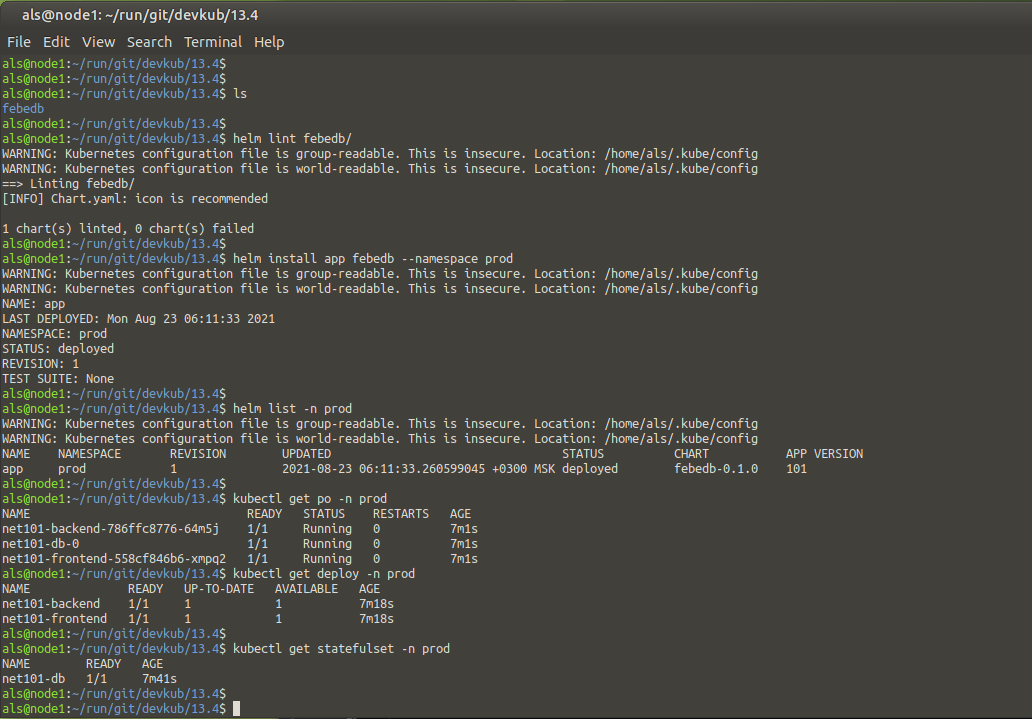 als@node1: ~/run/git/devkub/13.4
File Edit View Search Terminal Help
als@node1:~/run/git/devkub/13.4$
als@node1:~/run/git/devkub/13.4$
als@node1:~/run/git/devkub/13.4$ ls
febedb
als@node1:~/run/git/devkub/13.4$
als@node1:~/run/git/devkub/13.4$ helm lint febedb/
WARNING: Kubernetes configuration file is group-readable. This is insecure. Location: /home/als/.kube/config
WARNING: Kubernetes configuration file is world-readable. This is insecure. Location: /home/als/.kube/config
==> Linting febedb/
[INFO] Chart.yaml: icon is recommended

1 chart(s) linted, 0 chart(s) failed
als@node1:~/run/git/devkub/13.4$
als@node1:~/run/git/devkub/13.4$ helm install app febedb --namespace prod
WARNING: Kubernetes configuration file is group-readable. This is insecure. Location: /home/als/.kube/config
WARNING: Kubernetes configuration file is world-readable. This is insecure. Location: /home/als/.kube/config
NAME: app
LAST DEPLOYED: Mon Aug 23 06:11:33 2021
NAMESPACE: prod
STATUS: deployed
REVISION: 1
TEST SUITE: None
als@node1:~/run/git/devkub/13.4$
als@node1:~/run/git/devkub/13.4$ helm list -n prod
WARNING: Kubernetes configuration file is group-readable. This is insecure. Location: /home/als/.kube/config
WARNING: Kubernetes configuration file is world-readable. This is insecure. Location: /home/als/.kube/config
NAME NAMESPACE REVISION UPDATED STATUS CHART APP VERSION
app prod 1 2021-08-23 06:11:33.260599045 +0300 MSK deployed febedb-0.1.0 101
als@node1:~/run/git/devkub/13.4$
als@node1:~/run/git/devkub/13.4$ kubectl get po -n prod
NAME READY STATUS RESTARTS AGE
net101-backend-786ffc8776-64m5j 1/1 Running 0 7m1s
net101-db-0 1/1 Running 0 7m1s
net101-frontend-558cf846b6-xmpq2 1/1 Running 0 7m1s
als@node1:~/run/git/devkub/13.4$ kubectl get deploy -n prod
NAME READY UP-TO-DATE AVAILABLE AGE
net101-backend 1/1 1 1 7m18s
net101-frontend 1/1 1 1 7m18s
als@node1:~/run/git/devkub/13.4$
als@node1:~/run/git/devkub/13.4$ kubectl get statefulset -n prod
NAME READY AGE
net101-db 1/1 7m41s
als@node1:~/run/git/devkub/13.4$
als@node1:~/run/git/devkub/13.4$